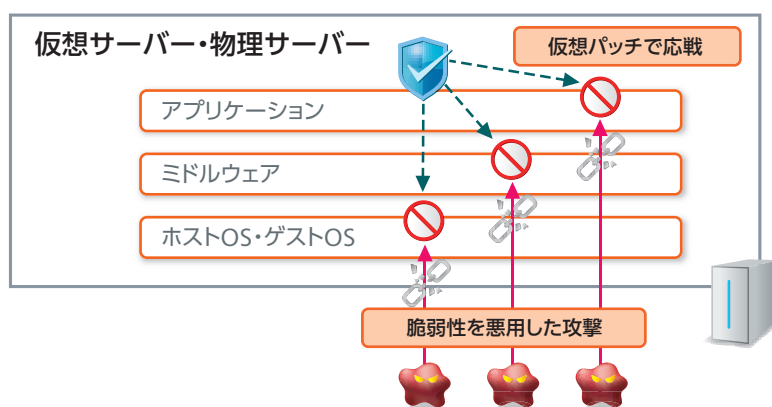 仮想サーバー・物理サーバー
仮想パッチで応戦
アプリケーション
ミドルウェア
ホストOS・ゲストOS
脆弱性を悪用した攻撃